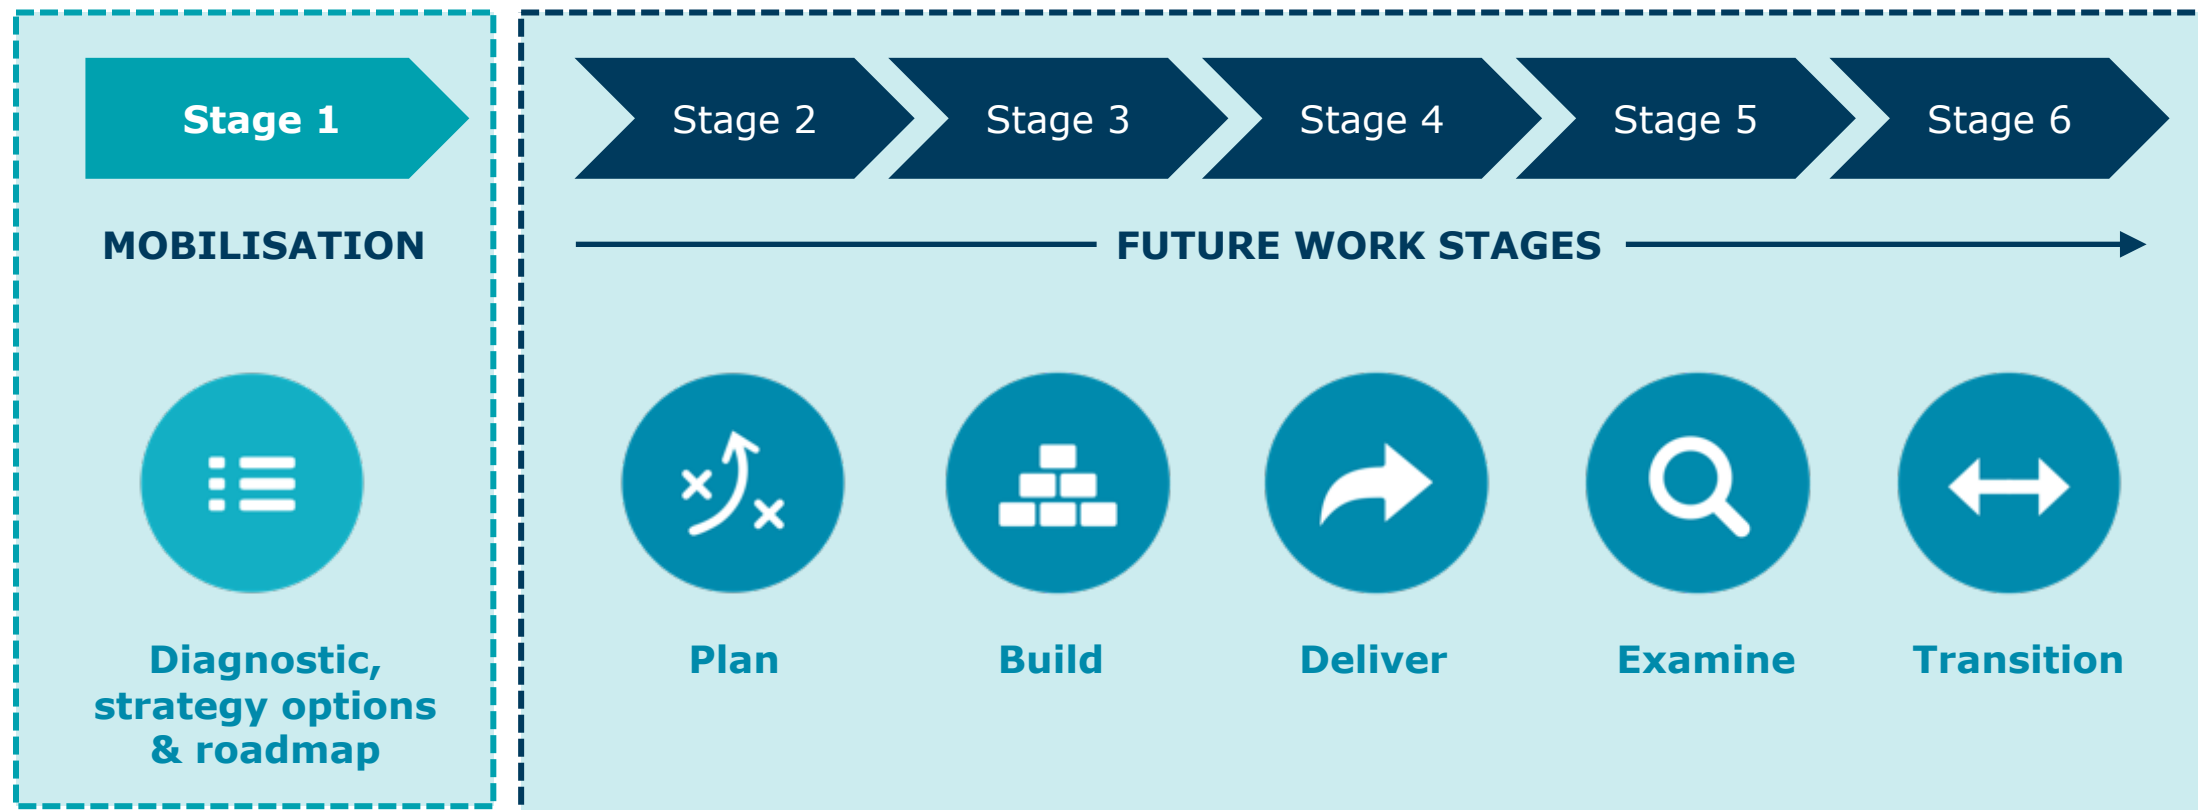 Stage 1
Stage 2
Stage 3
Stage 4
Stage 5
Stage 6
MOBILISATION
FUTURE WORK STAGES
Diagnostic,
strategy options
& roadmap
Plan
Build
Deliver
Examine
Transition